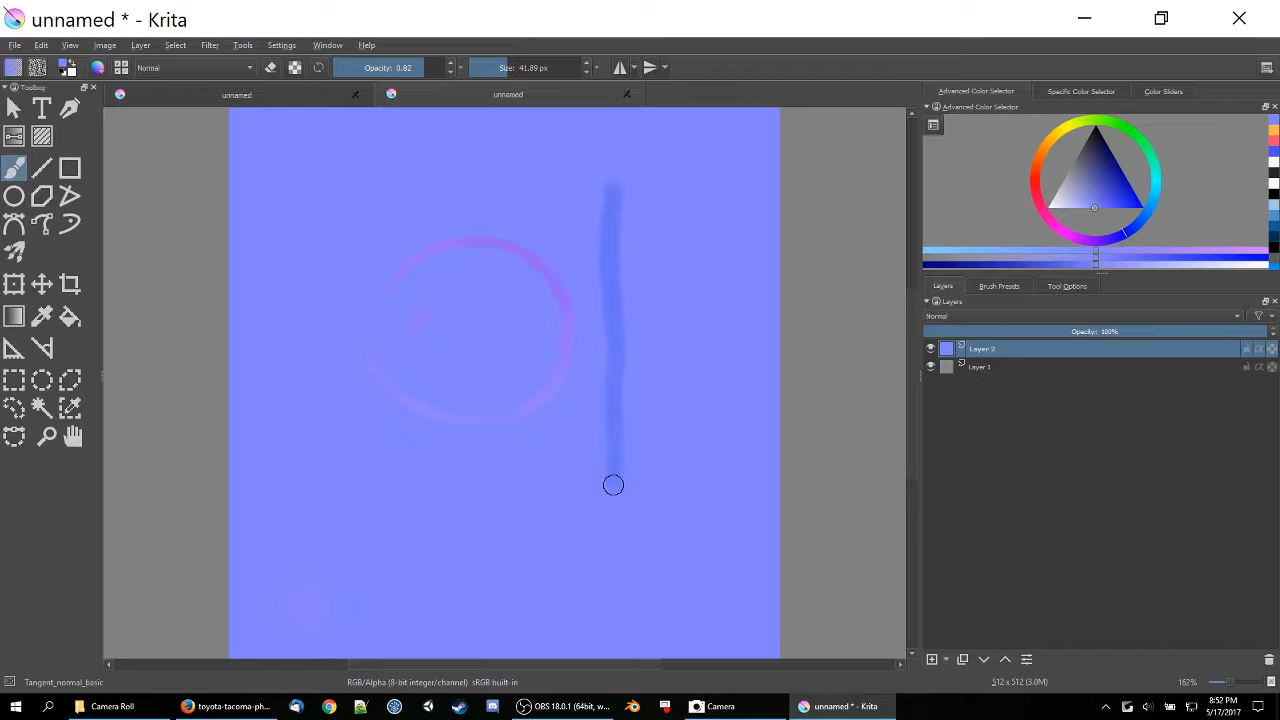 unnamed * - Krita
File Edit View Image Layer Select Filter Tools Settings Window Help
Normal Opacity: 0.82 Size: 41.89 px
Toolbox unnamed unnamed Advanced Color Selector Specific Color Selector Color Sliders
Advanced Color Selector
Layers Brush Presets Tool Options
Layers
Normal
Opacity: 100%
Layer 2
Layer 1
Tangent_normal_basic RGB/Alpha (8-bit integer/channel) sRGB built-in 512 x 512 (3.0M) 162%
Camera Roll toyota-tacoma-ph... OBS 18.0.1 (64bit, w... Camera unnamed * - Krita 8:52 PM
5/17/2017